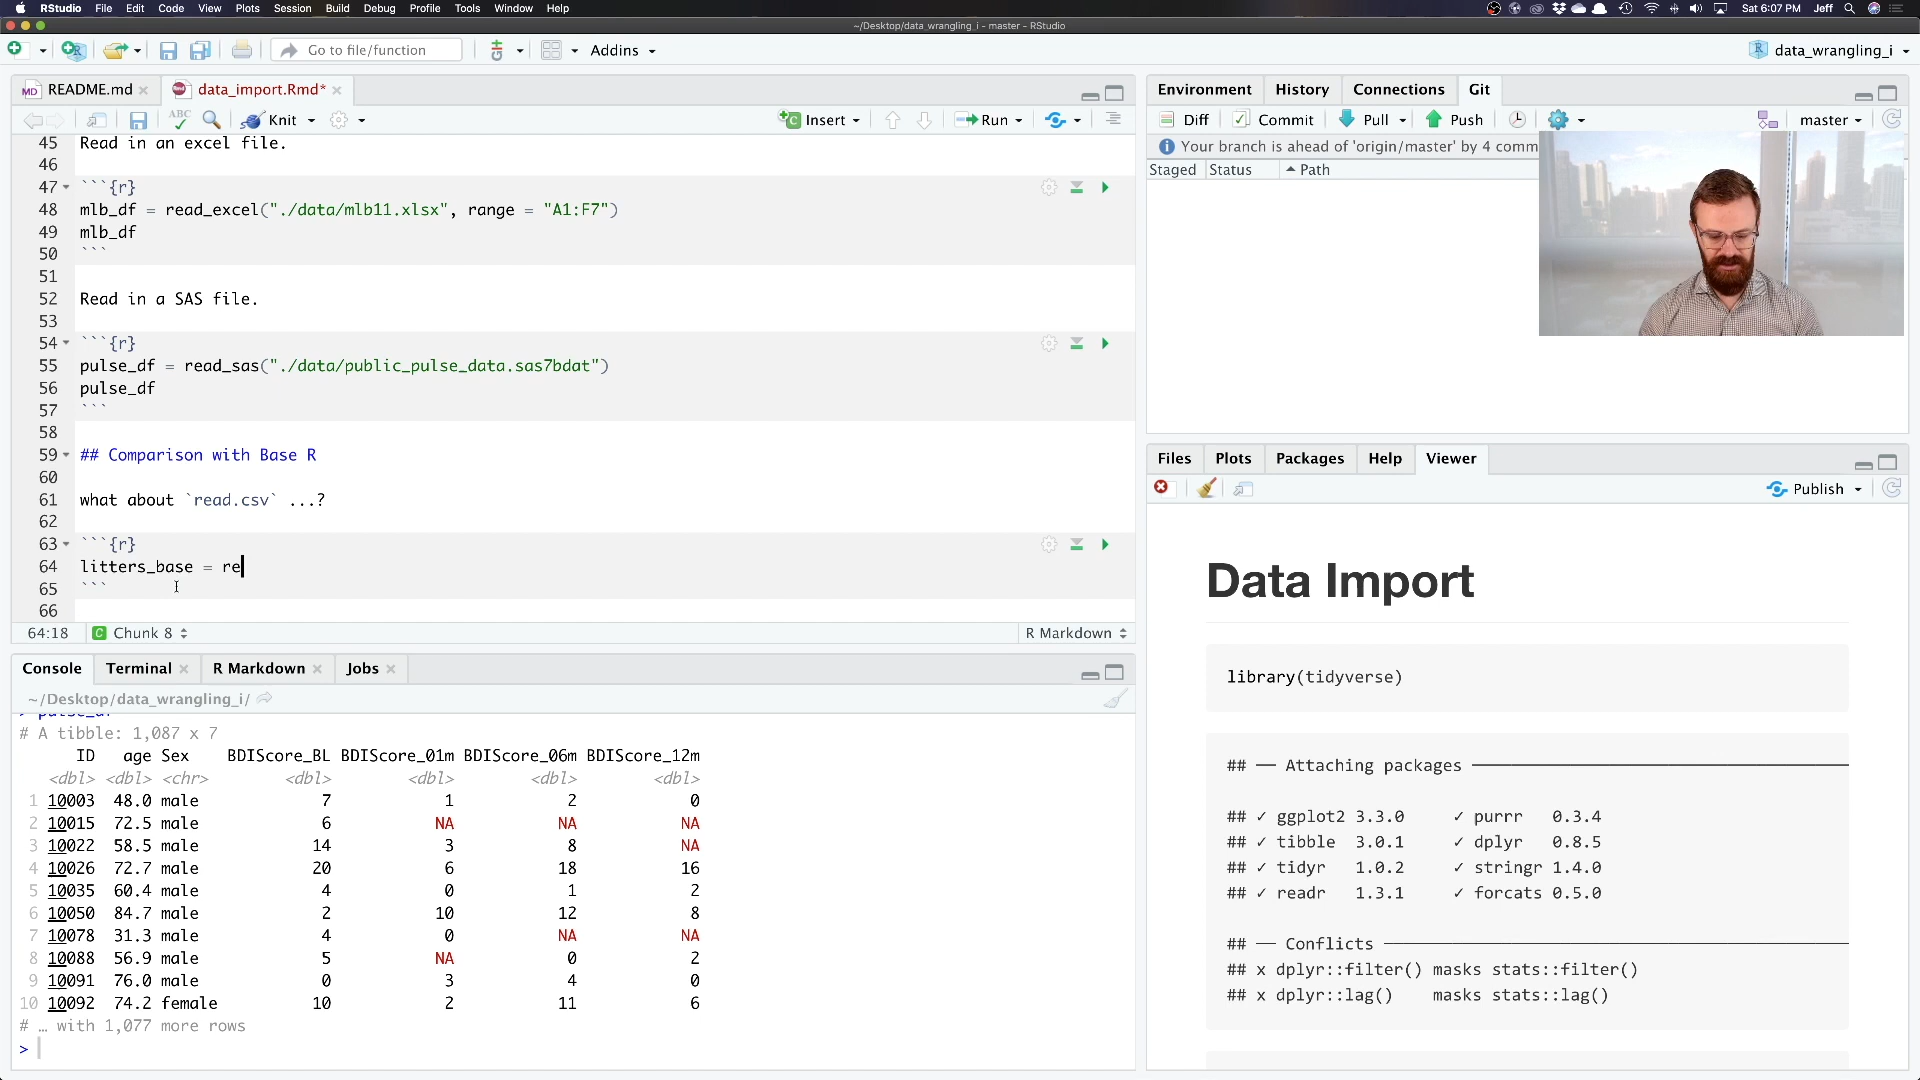 RStudio File Edit Code View Plots Session Build Debug Profile Tools Window Help Sat 6:07 PM Jeff
~/Desktop/data_wrangling_i - master - RStudio
Go to file/function Addins data_wrangling_i
README.md data_import.Rmd*
ABC Knit Insert Run
45 Read in an excel file.
46
47 ```{r}
48 mlb_df = read_excel("./data/mlb11.xlsx", range = "A1:F7")
49 mlb_df
50 ```
51
52 Read in a SAS file.
53
54 ```{r}
55 pulse_df = read_sas("./data/public_pulse_data.sas7bdat")
56 pulse_df
57 ```
58
59 ## Comparison with Base R
60
61 what about `read.csv` ...?
62
63 ```{r}
64 litters_base = re
65 ```
66
64:18 C Chunk 8 R Markdown
Console Terminal R Markdown Jobs
~/Desktop/data_wrangling_i/
> pulse_df
# A tibble: 1,087 x 7
ID age Sex BDIScore_BL BDIScore_01m BDIScore_06m BDIScore_12m
<dbl> <dbl> <chr> <dbl> <dbl> <dbl> <dbl>
1 10003 48.0 male 7 1 2 0
2 10015 72.5 male 6 NA NA NA
3 10022 58.5 male 14 3 8 NA
4 10026 72.7 male 20 6 18 16
5 10035 60.4 male 4 0 1 2
6 10050 84.7 male 2 10 12 8
7 10078 31.3 male 4 0 NA NA
8 10088 56.9 male 5 NA 0 2
9 10091 76.0 male 0 3 4 0
10 10092 74.2 female 10 2 11 6
# … with 1,077 more rows
>
Environment History Connections Git
Diff Commit Pull Push master
Your branch is ahead of 'origin/master' by 4 comm
Staged Status Path
Files Plots Packages Help Viewer
Publish
Data Import
library(tidyverse)
## ── Attaching packages ──
## ✓ ggplot2 3.3.0 ✓ purrr 0.3.4
## ✓ tibble 3.0.1 ✓ dplyr 0.8.5
## ✓ tidyr 1.0.2 ✓ stringr 1.4.0
## ✓ readr 1.3.1 ✓ forcats 0.5.0
## ── Conflicts ──
## x dplyr::filter() masks stats::filter()
## x dplyr::lag() masks stats::lag()